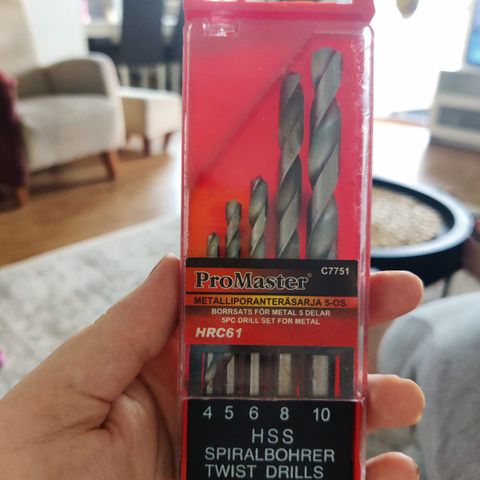 ProMaster®
C7751
METALLIPORANTERÄSARJA 5-OS.
BORRSATS FÖR METAL 5 DELAR
5PC DRILL SET FOR METAL
HRC61
4 5 6 8 10
HSS
SPIRALBOHRER
TWIST DRILLS